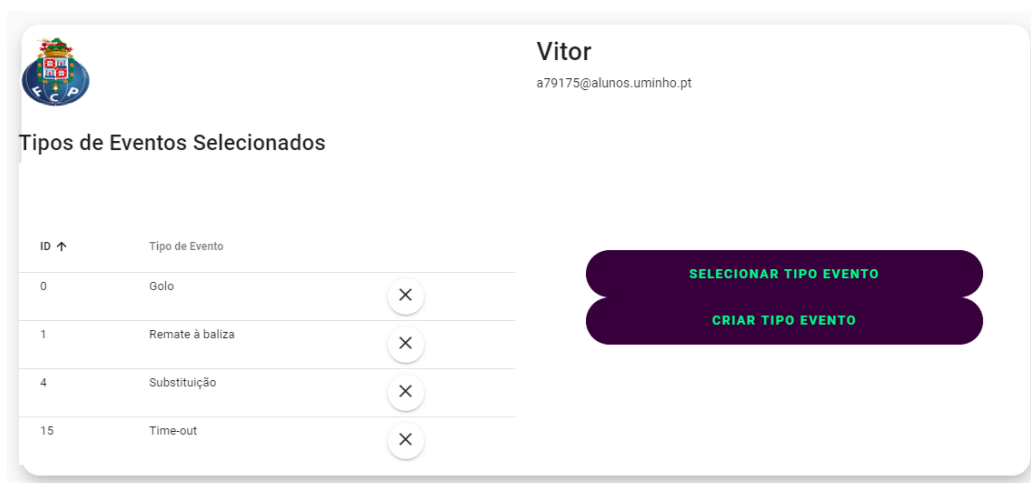 FCP
Vitor
a79175@alunos.uminho.pt
Tipos de Eventos Selecionados
ID ↑ Tipo de Evento
0 Golo
1 Remate à baliza
4 Substituição
15 Time-out
SELECIONAR TIPO EVENTO
CRIAR TIPO EVENTO